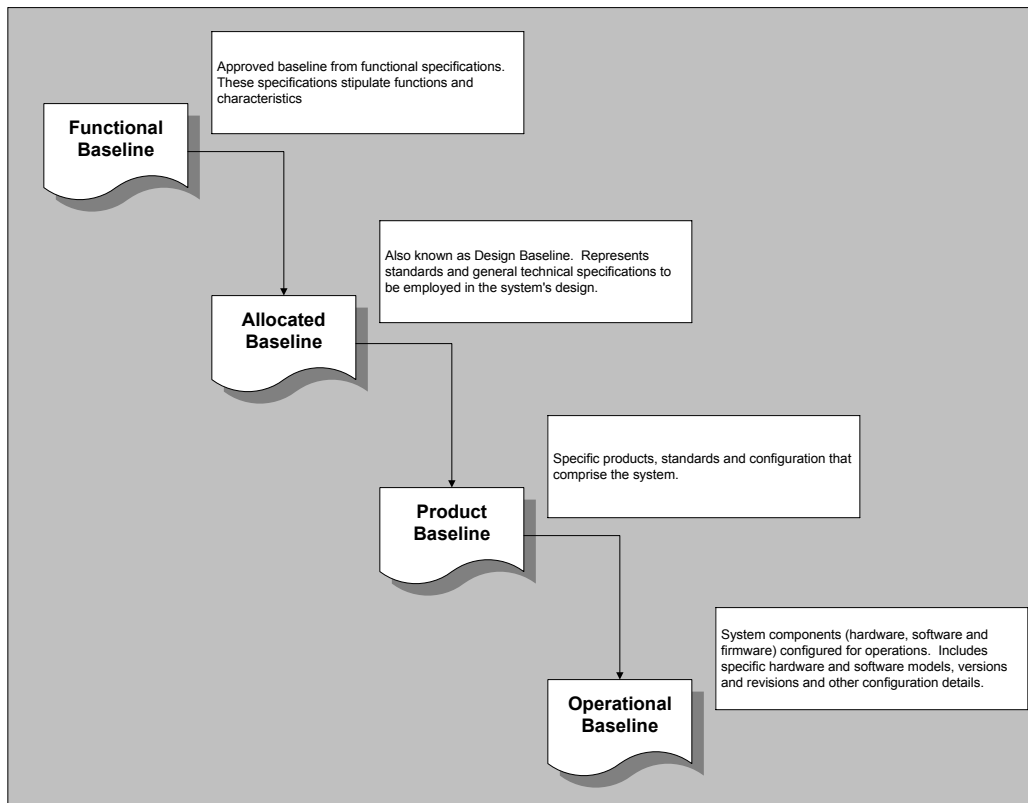 Approved baseline from functional specifications.
These specifications stipulate functions and
characteristics
Functional
Baseline
Also known as Design Baseline.  Represents
standards and general technical specifications to
be employed in the system's design.
Allocated
Baseline
Specific products, standards and configuration that
comprise the system.
Product
Baseline
System components (hardware, software and
firmware) configured for operations.  Includes
specific hardware and software models, versions
and revisions and other configuration details.
Operational
Baseline